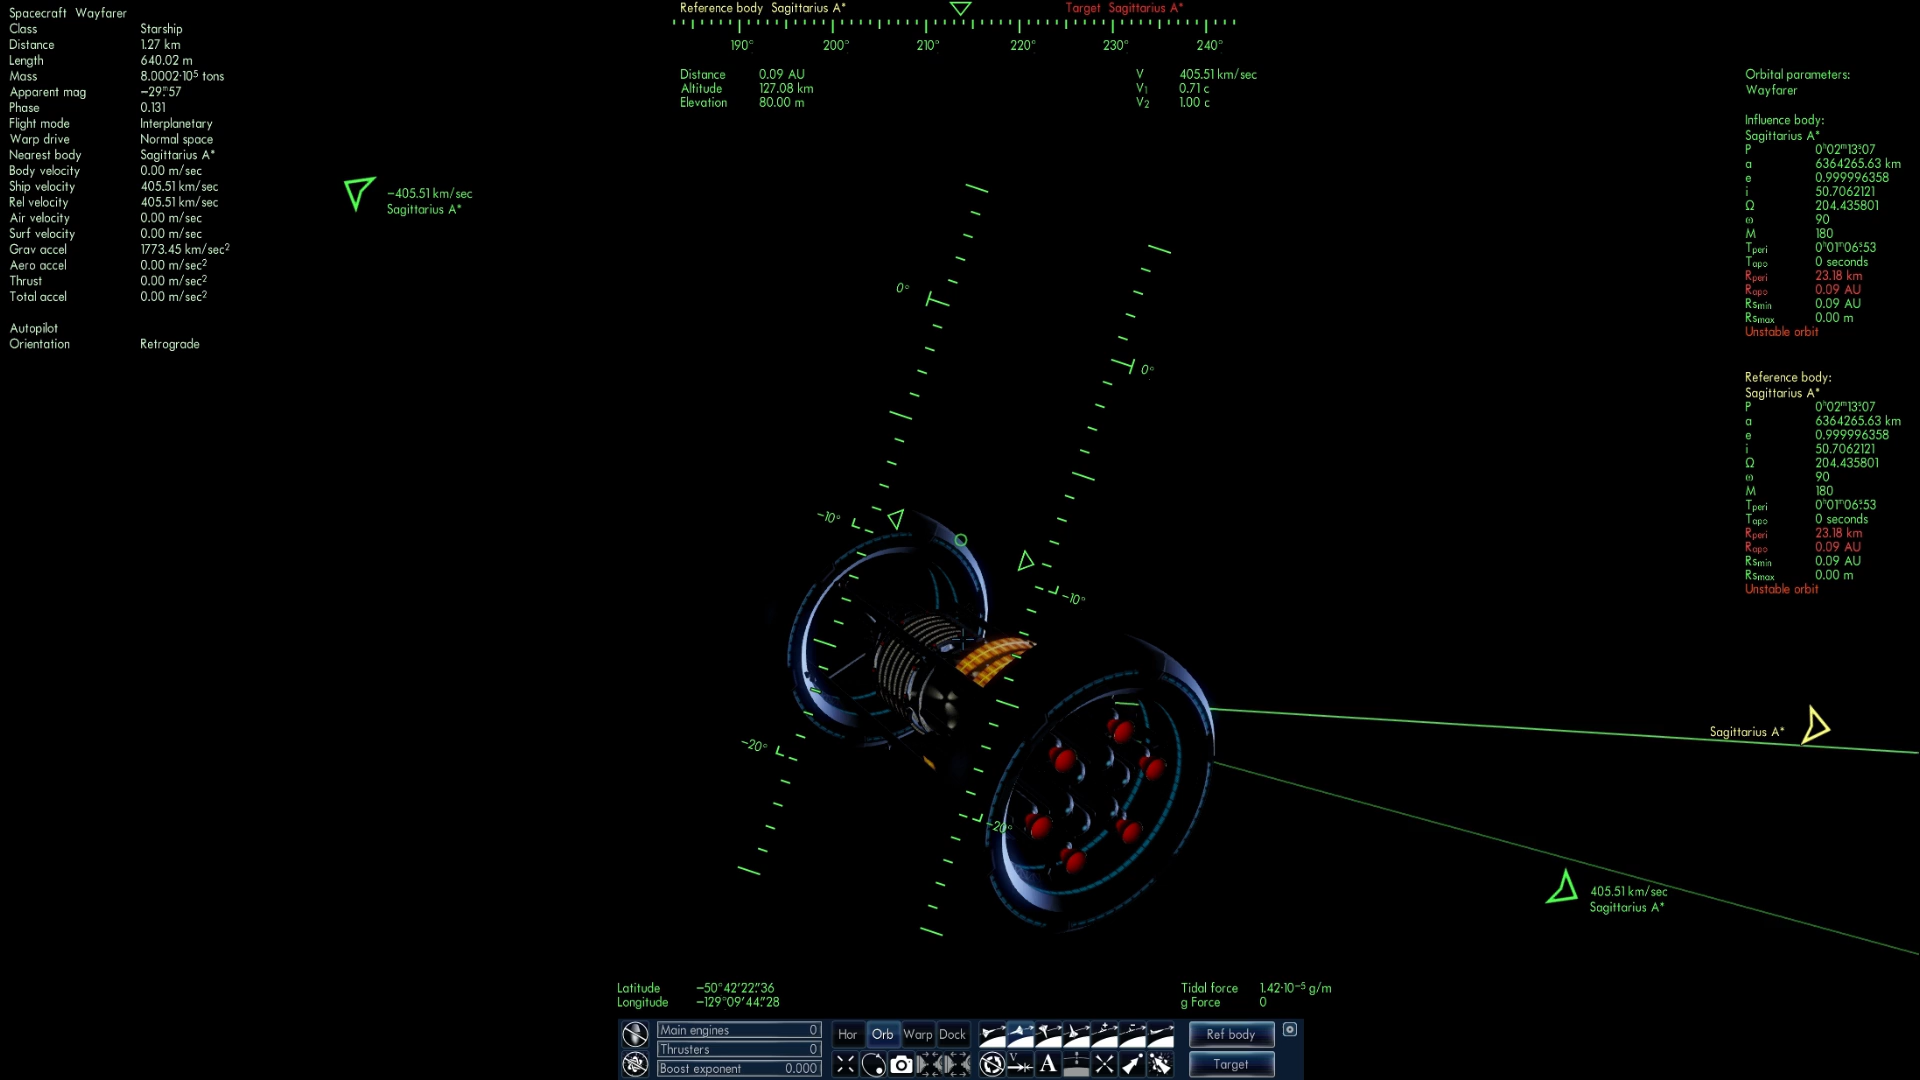 Spacecraft Wayfarer
Class Starship
Distance 1.27 km
Length 640.02 m
Mass 8.0002·10⁵ tons
Apparent mag −29ᵐ.57
Phase 0.131
Flight mode Interplanetary
Warp drive Normal space
Nearest body Sagittarius A*
Body velocity 0.00 m/sec
Ship velocity 405.51 km/sec
Rel velocity 405.51 km/sec
Air velocity 0.00 m/sec
Surf velocity 0.00 m/sec
Grav accel 1773.45 km/sec²
Aero accel 0.00 m/sec²
Thrust 0.00 m/sec²
Total accel 0.00 m/sec²
Autopilot
Orientation Retrograde
Reference body Sagittarius A*
Target Sagittarius A*
190° 200° 210° 220° 230° 240°
Distance 0.09 AU
Altitude 127.08 km
Elevation 80.00 m
V 405.51 km/sec
V₁ 0.71 c
V₂ 1.00 c
Orbital parameters:
Wayfarer
Influence body:
Sagittarius A*
P 0ʰ02ᵐ13ˢ.07
a 6364265.63 km
e 0.999996358
i 50.7062121
Ω 204.435801
ω 90
M 180
Tperi 0ʰ01ᵐ06ˢ.53
Tapo 0 seconds
Rperi 23.18 km
Rapo 0.09 AU
Rsmin 0.09 AU
Rsmax 0.00 m
Unstable orbit
Reference body:
Sagittarius A*
P 0ʰ02ᵐ13ˢ.07
a 6364265.63 km
e 0.999996358
i 50.7062121
Ω 204.435801
ω 90
M 180
Tperi 0ʰ01ᵐ06ˢ.53
Tapo 0 seconds
Rperi 23.18 km
Rapo 0.09 AU
Rsmin 0.09 AU
Rsmax 0.00 m
Unstable orbit
−405.51 km/sec
Sagittarius A*
0°
0°
−10°
−10°
−20°
−20°
Sagittarius A*
405.51 km/sec
Sagittarius A*
Latitude −50°42′22″.36
Longitude −129°09′44″.28
Tidal force 1.42·10⁻⁵ g/m
g Force 0
Main engines 0
Thrusters 0
Boost exponent 0.000
Hor Orb Warp Dock
V
A
Ref body
Target